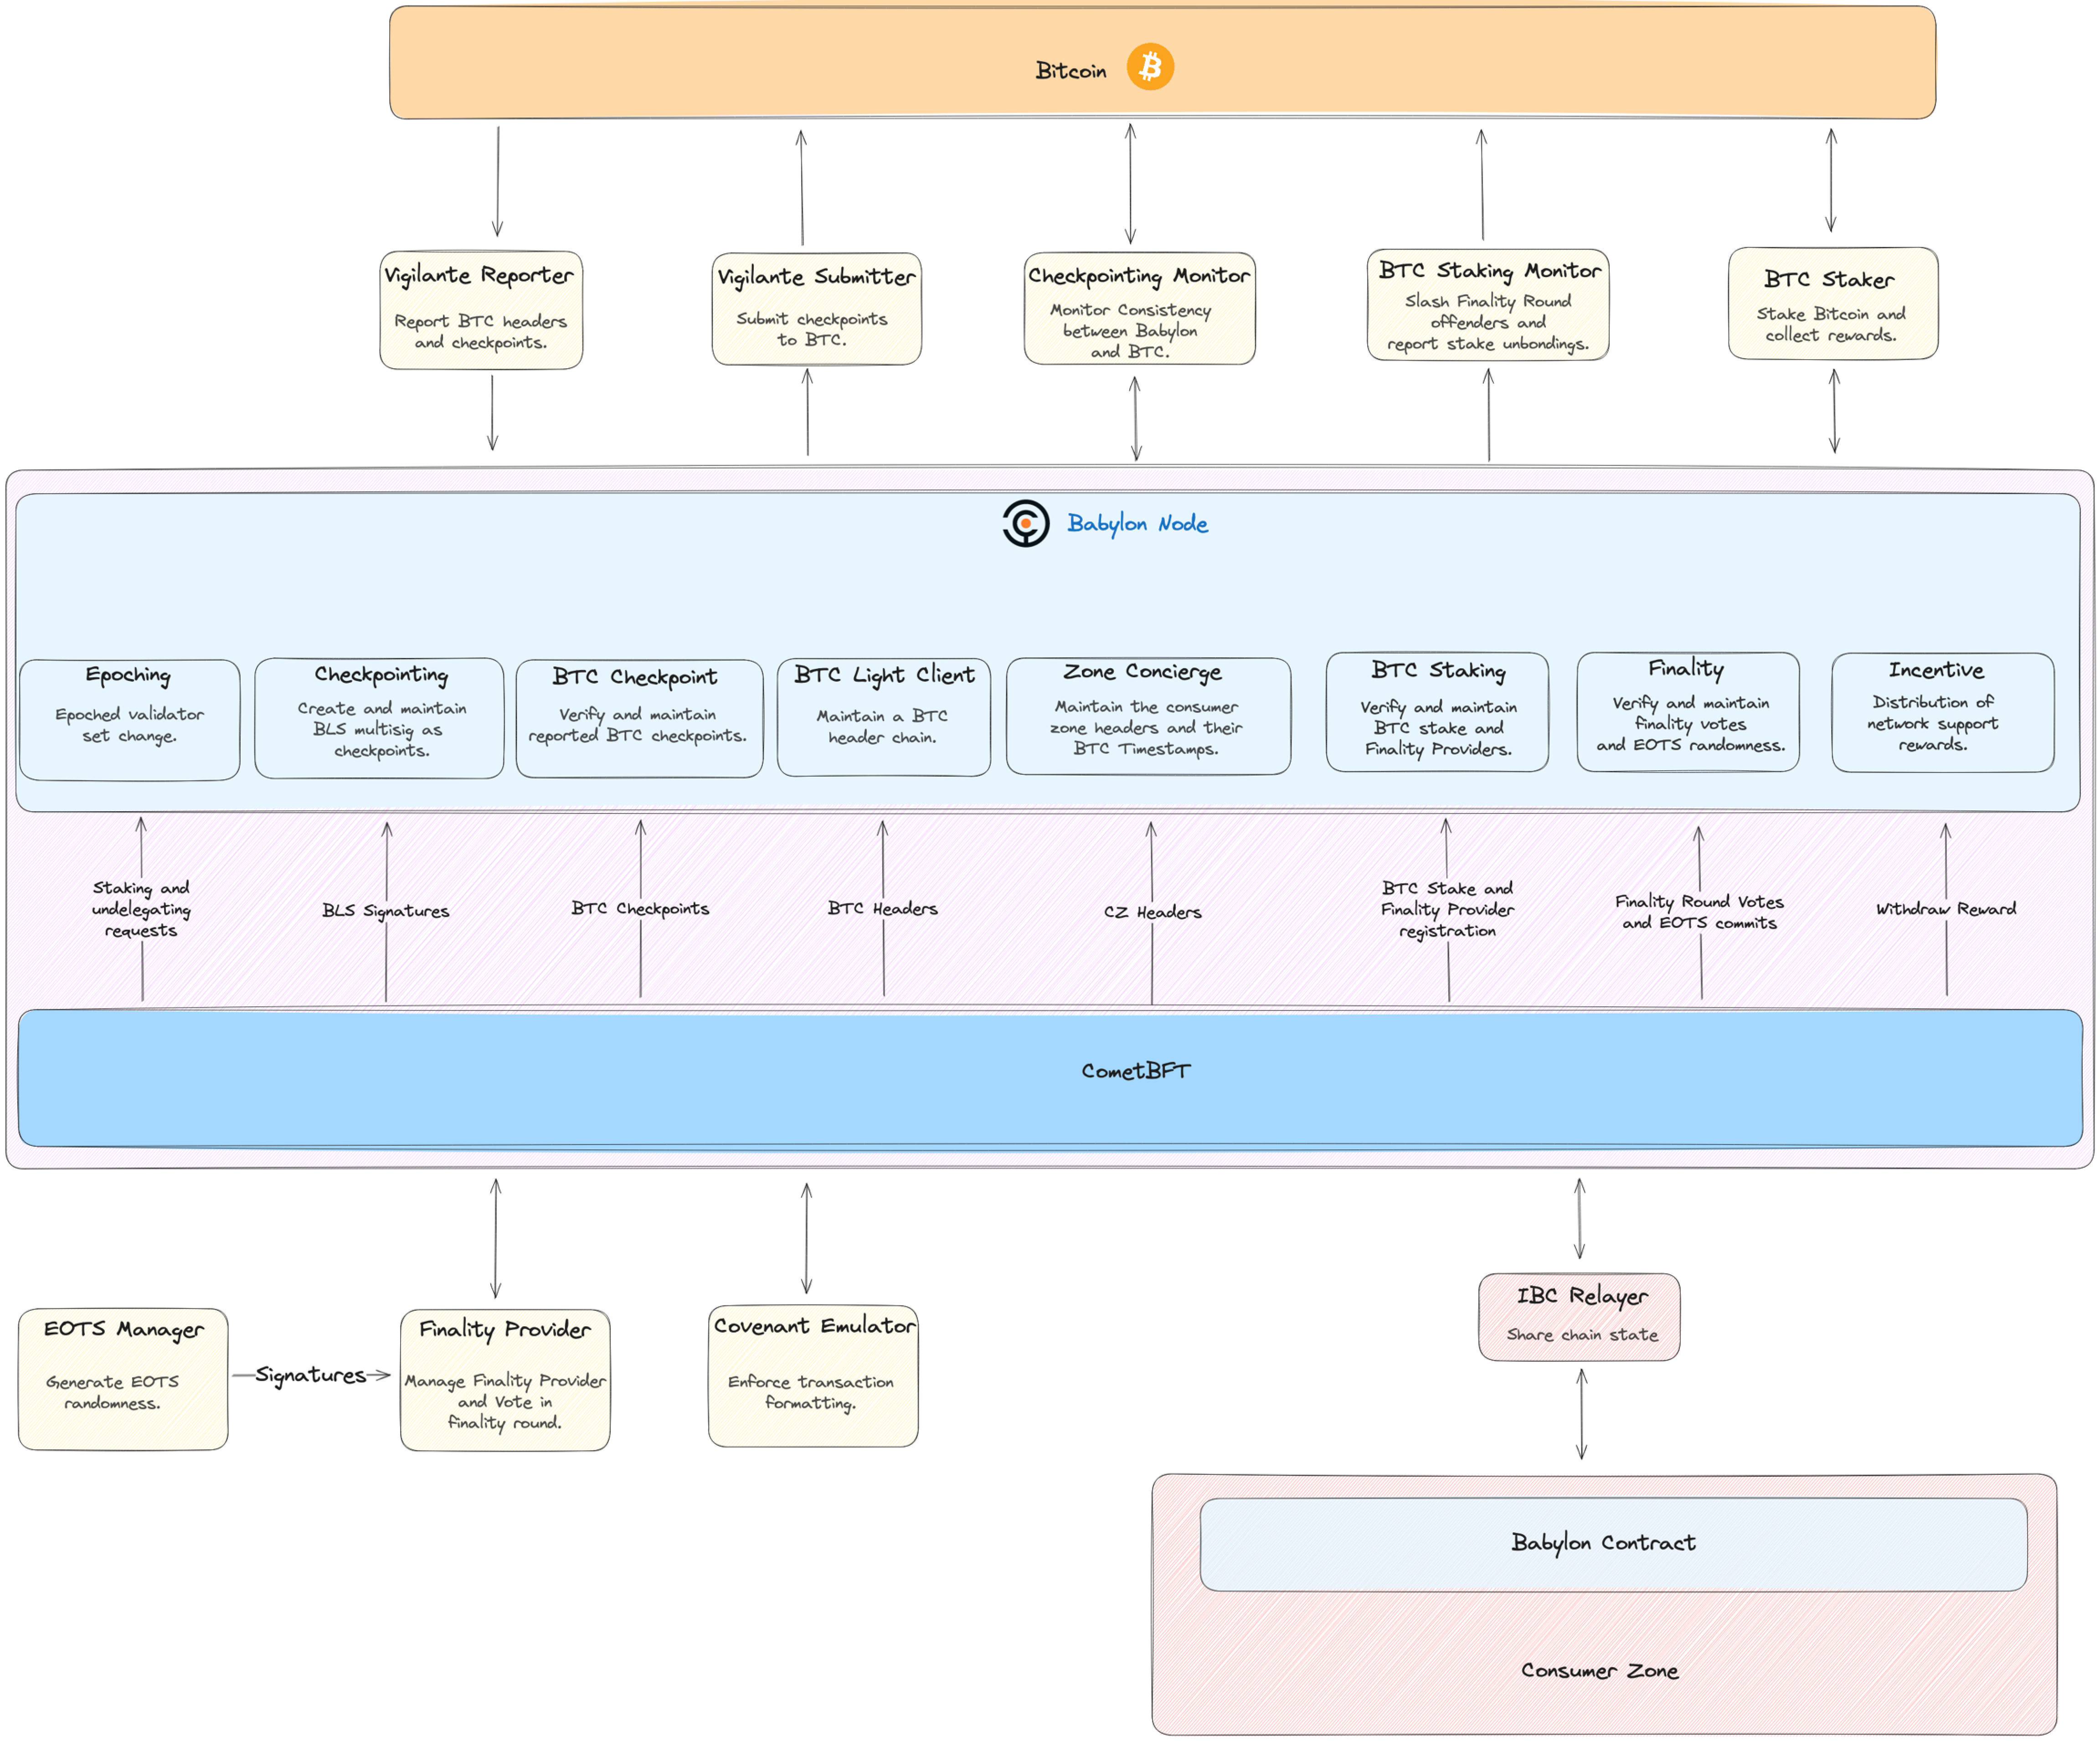 Bitcoin
Vigilante Reporter
Report BTC headers
and checkpoints.
Vigilante Submitter
Submit checkpoints
to BTC.
Checkpointing Monitor
Monitor Consistency
between Babylon
and BTC.
BTC Staking Monitor
Slash Finality Round
offenders and
report stake unbondings.
BTC Staker
Stake Bitcoin and
collect rewards.
Babylon Node
Epoching
Epoched validator
set change.
Checkpointing
Create and maintain
BLS multisig as
checkpoints.
BTC Checkpoint
Verify and maintain
reported BTC checkpoints.
BTC Light Client
Maintain a BTC
header chain.
Zone Concierge
Maintain the consumer
zone headers and their
BTC Timestamps.
BTC Staking
Verify and maintain
BTC stake and
Finality Providers.
Finality
Verify and maintain
finality votes
and EOTS randomness.
Incentive
Distribution of
network support
rewards.
Staking and
undelegating
requests
BLS Signatures
BTC Checkpoints
BTC Headers
CZ Headers
BTC Stake and
Finality Provider
registration
Finality Round Votes
and EOTS commits
Withdraw Reward
CometBFT
EOTS Manager
Generate EOTS
randomness.
Signatures
Finality Provider
Manage Finality Provider
and Vote in
finality round.
Covenant Emulator
Enforce transaction
formatting.
IBC Relayer
Share chain state
Babylon Contract
Consumer Zone